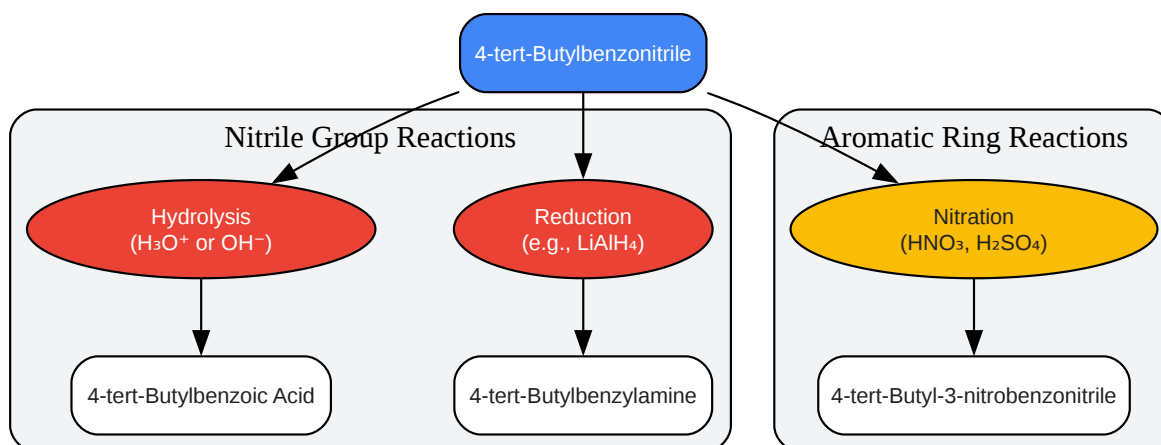 4-tert-Butylbenzonitrile
Nitrile Group Reactions
Aromatic Ring Reactions
Hydrolysis
(H₃O⁺ or OH⁻)
Reduction
(e.g., LiAlH₄)
Nitration
(HNO₃, H₂SO₄)
4-tert-Butylbenzoic Acid
4-tert-Butylbenzylamine
4-tert-Butyl-3-nitrobenzonitrile